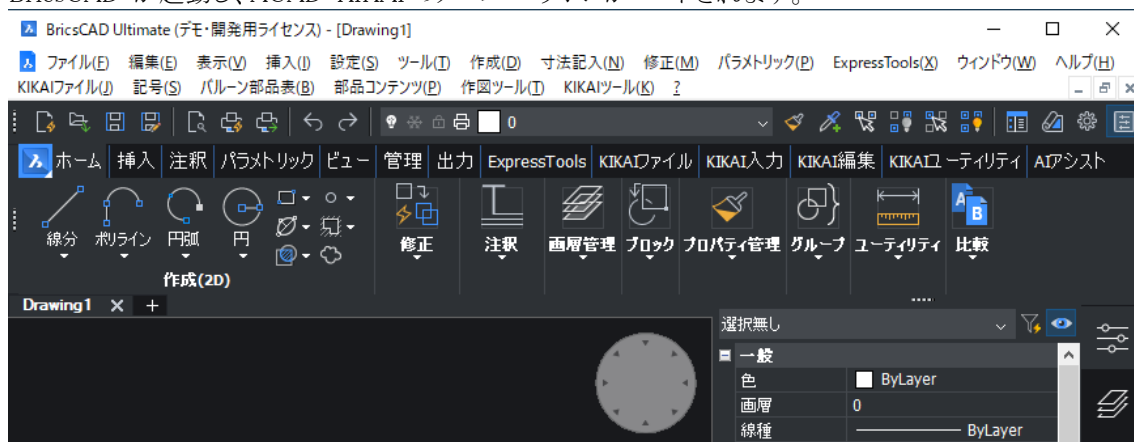 BricsCAD Ultimate (デモ・開発用ライセンス) - [Drawing1]
ファイル(F) 編集(E) 表示(V) 挿入(I) 設定(S) ツール(T) 作成(D) 寸法記入(N) 修正(M) パラメトリック(P) ExpressTools(X) ウィンドウ(W) ヘルプ(H)
KIKAIファイル(J) 記号(S) バルーン部品表(B) 部品コンテンツ(P) 作図ツール(T) KIKAIツール(K) ?
0
ホーム 挿入 注釈 パラメトリック ビュー 管理 出力 ExpressTools KIKAIファイル KIKAI入力 KIKAI編集 KIKAIユーティリティ AIアシスト
線分 ポリライン 円弧 円 修正 注釈 画層管理 ブロック プロパティ管理 グループ ユーティリティ 比較
作成(2D)
Drawing1
選択無し
一般
色 ByLayer
画層 0
線種 ByLayer